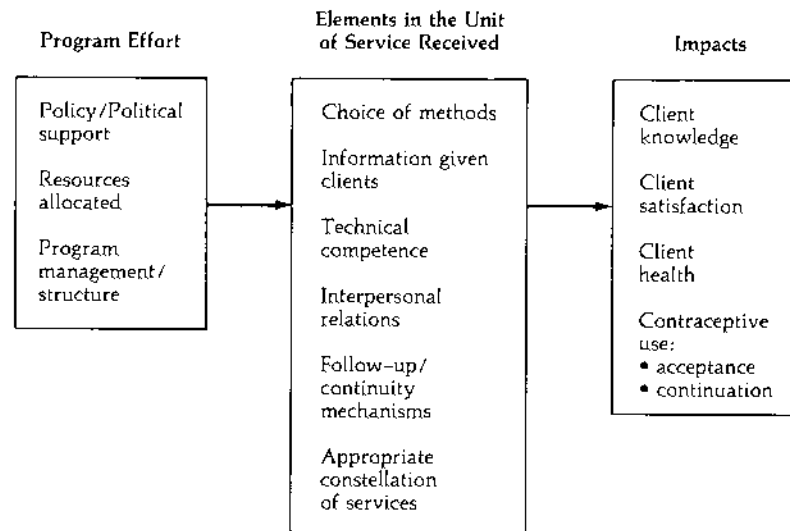 Program Effort
Policy/Political
support
Resources
allocated
Program
management/
structure
Elements in the Unit
of Service Received
Choice of methods
Information given
clients
Technical
competence
Interpersonal
relations
Follow-up/
continuity
mechanisms
Appropriate
constellation
of services
Impacts
Client
knowledge
Client
satisfaction
Client
health
Contraceptive
use:
• acceptance
• continuation